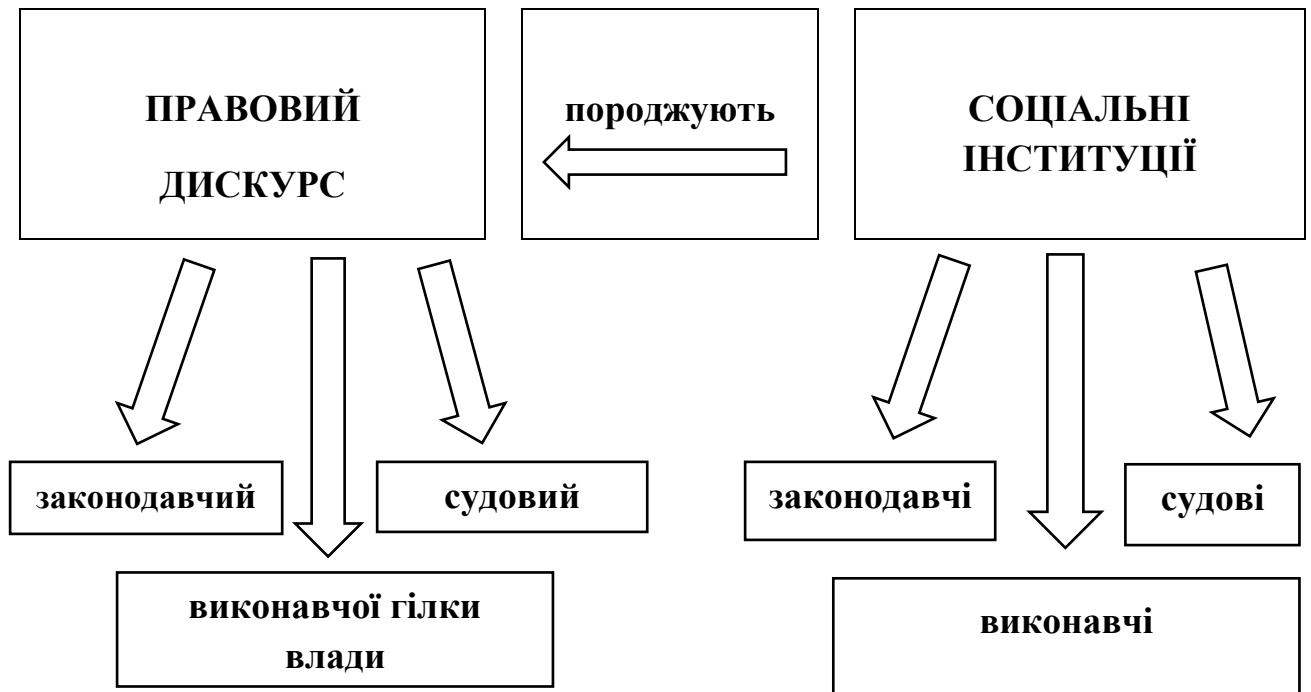 ПРАВОВИЙ
ДИСКУРС
породжують
СОЦІАЛЬНІ
ІНСТИТУЦІЇ
законодавчий
судовий
виконавчої гілки
влади
законодавчі
судові
виконавчі